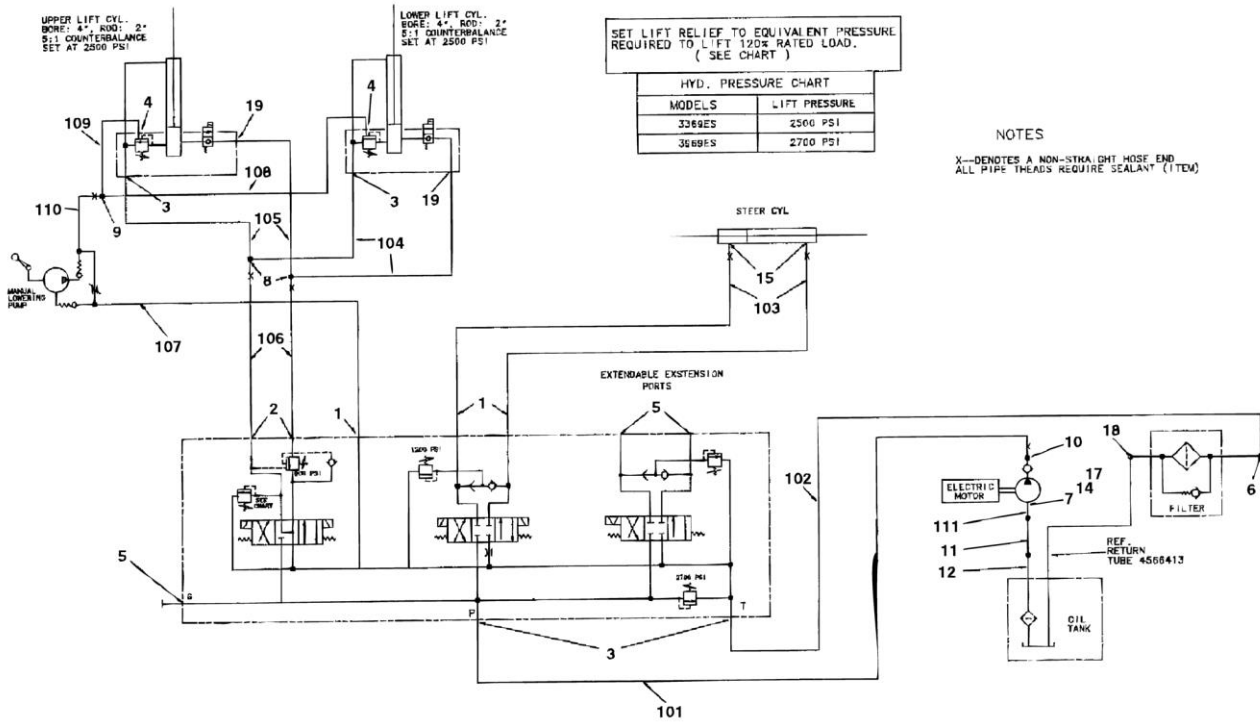 UPPER LIFT CYL.
BORE: 4", ROD: 2"
5:1 COUNTERBALANCE
SET AT 2500 PSI
LOWER LIFT CYL.
BORE: 4", ROD: 2"
5:1 COUNTERBALANCE
SET AT 2500 PSI
SET LIFT RELIEF TO EQUIVALENT PRESSURE
REQUIRED TO LIFT 120% RATED LOAD.
( SEE CHART )
HYD. PRESSURE CHART
MODELS LIFT PRESSURE
3369ES 2500 PSI
3969ES 2700 PSI
NOTES
X--DENOTES A NON-STRAIGHT HOSE END
ALL PIPE THEADS REQUIRE SEALANT (ITEM)
4
19
4
109
108
3
3
19
110
9
105
104
8
STEER CYL
15
103
MANUAL
LOWERING
PUMP
107
106
EXTENDABLE EXSTENSION
PORTS
2
1
1
5
1500 PSI
PSI
SEE
CHART
102
10
18
17
14
7
ELECTRIC
MOTOR
FILTER
6
111
11
12
REF.
RETURN
TUBE 4566413
OIL
TANK
5
G
P
2700 PSI
T
3
101